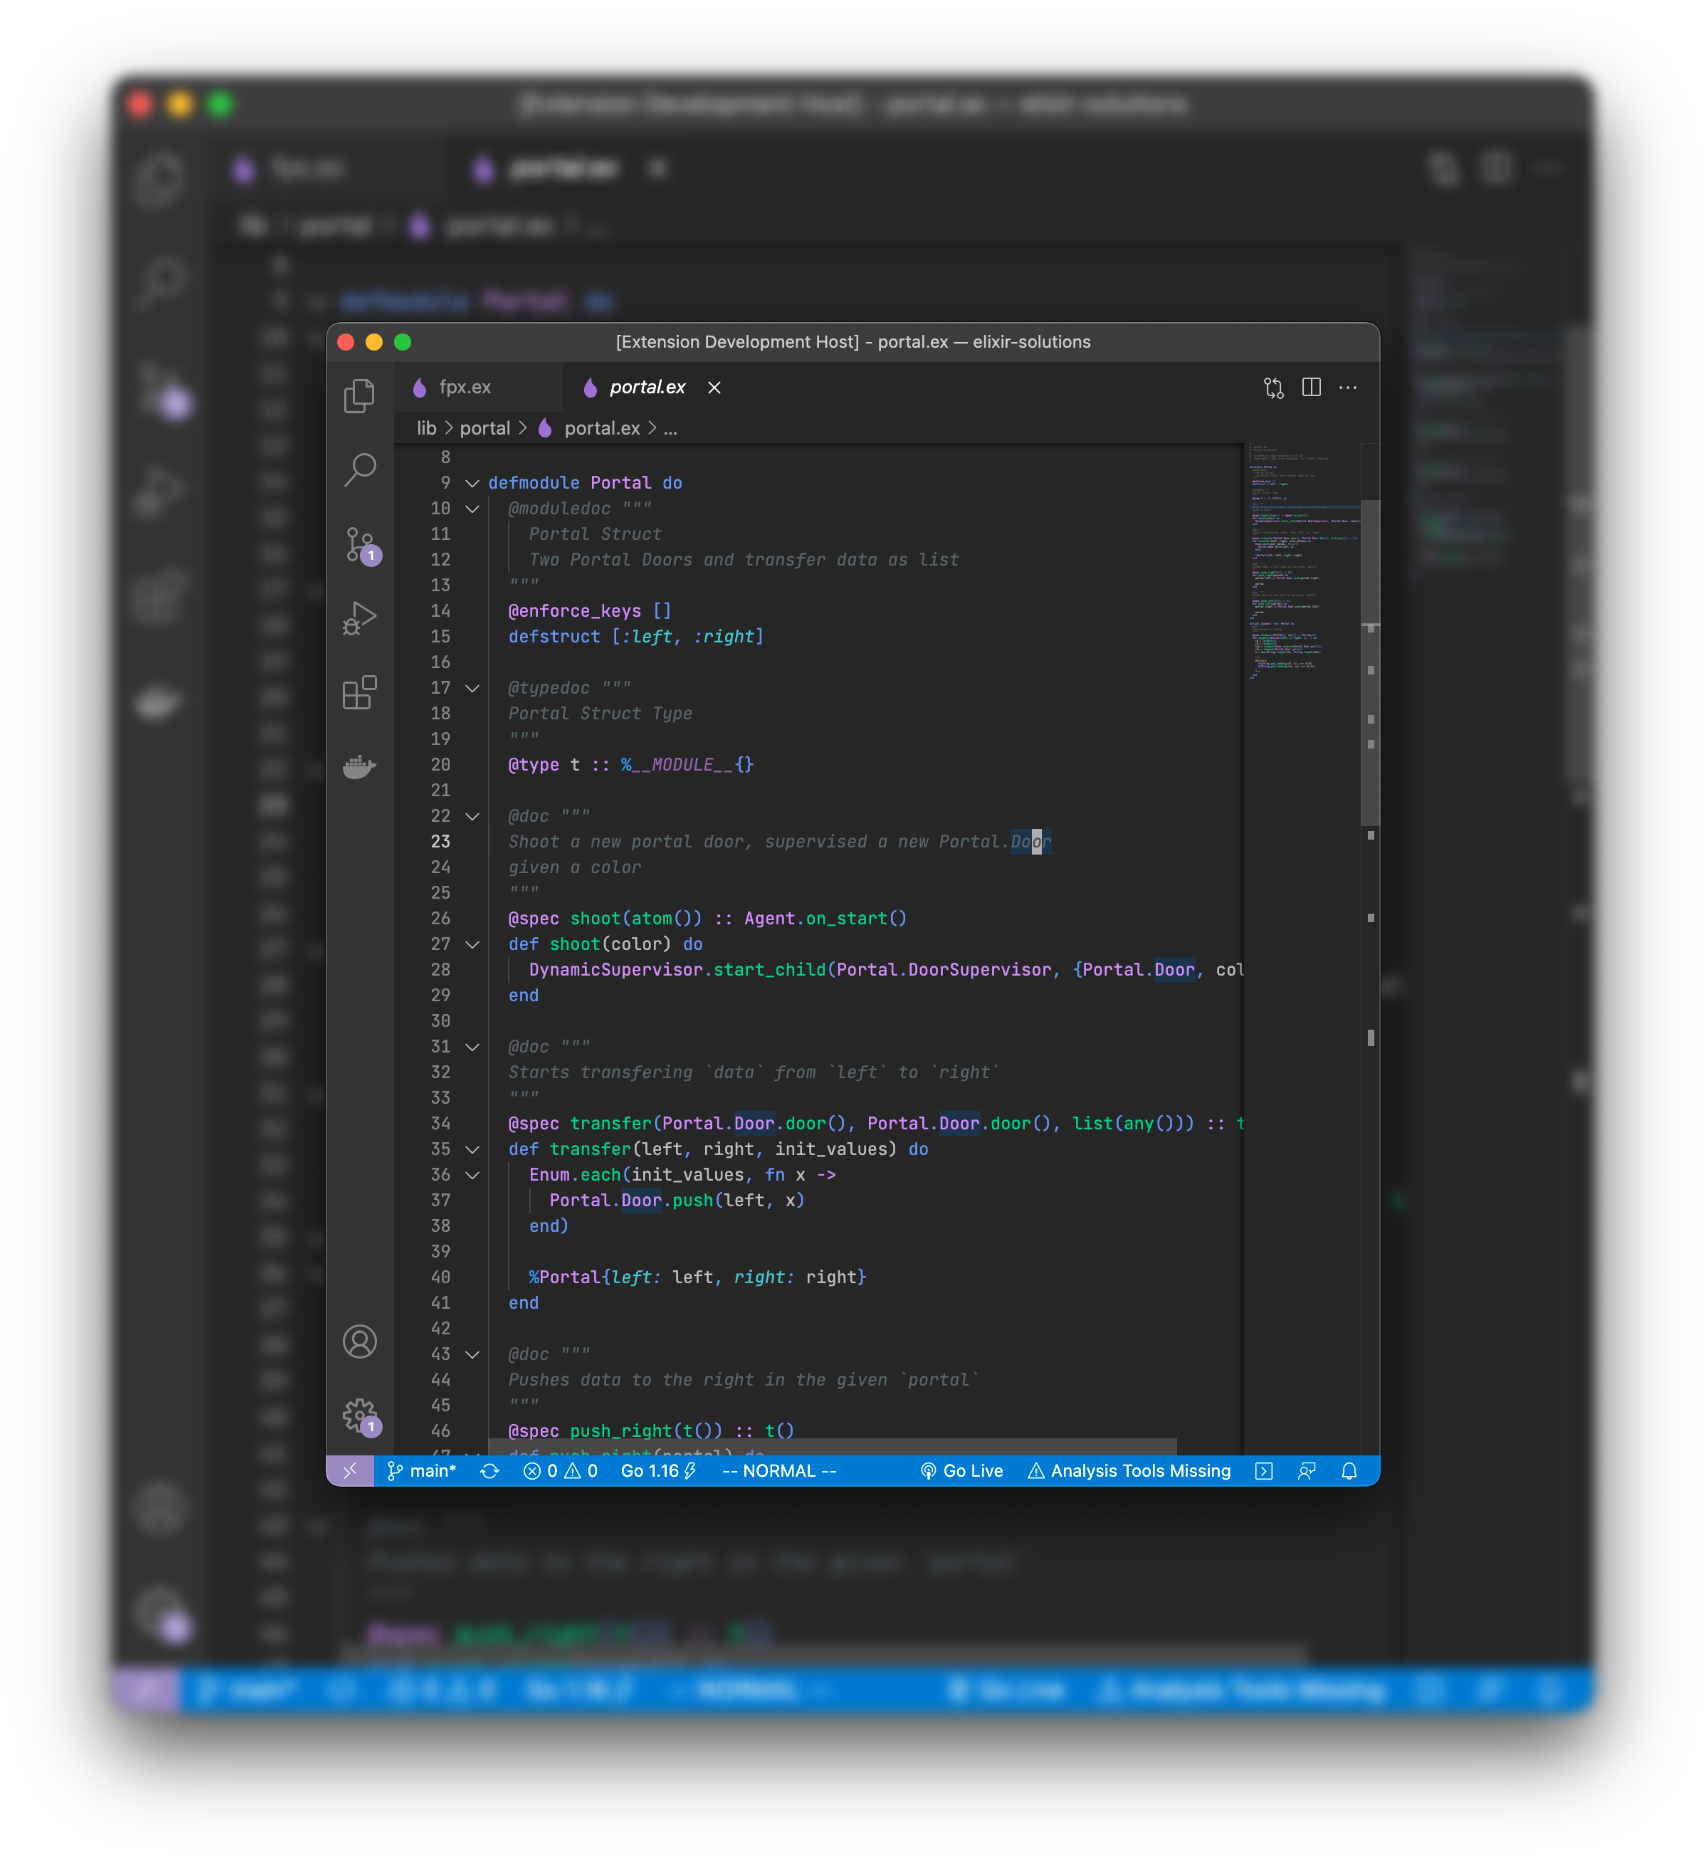 [Extension Development Host] - portal.ex — elixir-solutions
fpx.ex
portal.ex
lib > portal > portal.ex > ...
8
9 defmodule Portal do
10 @moduledoc """
11 Portal Struct
12 Two Portal Doors and transfer data as list
13 """
14 @enforce_keys []
15 defstruct [:left, :right]
16
17 @typedoc """
18 Portal Struct Type
19 """
20 @type t :: %__MODULE__{}
21
22 @doc """
23 Shoot a new portal door, supervised a new Portal.Door
24 given a color
25 """
26 @spec shoot(atom()) :: Agent.on_start()
27 def shoot(color) do
28 DynamicSupervisor.start_child(Portal.DoorSupervisor, {Portal.Door, col
29 end
30
31 @doc """
32 Starts transfering `data` from `left` to `right`
33 """
34 @spec transfer(Portal.Door.door(), Portal.Door.door(), list(any())) :: t
35 def transfer(left, right, init_values) do
36 Enum.each(init_values, fn x ->
37 Portal.Door.push(left, x)
38 end)
39
40 %Portal{left: left, right: right}
41 end
42
43 @doc """
44 Pushes data to the right in the given `portal`
45 """
46 @spec push_right(t()) :: t()
47 def push_right(portal) do
1
1
main* 0 0 Go 1.16 -- NORMAL -- Go Live Analysis Tools Missing